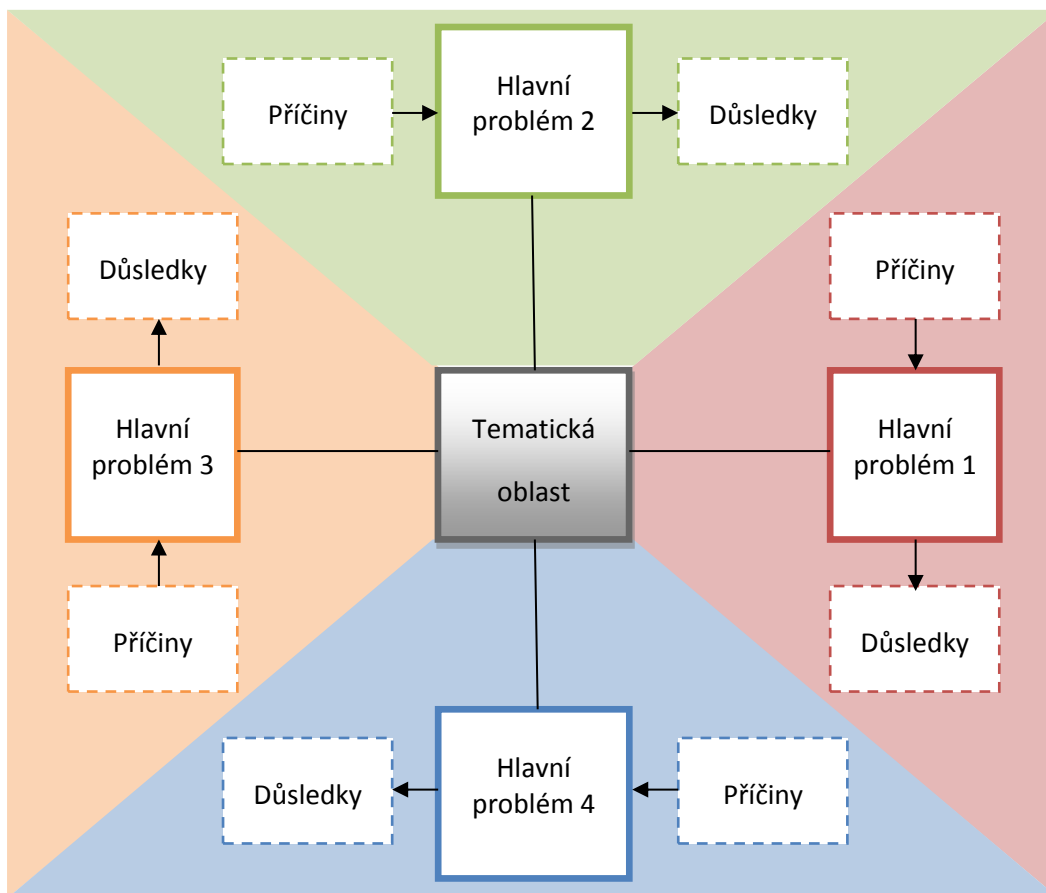 Příčiny
Hlavní
problém 2
Důsledky
Důsledky
Příčiny
Hlavní
problém 3
Tematická
oblast
Hlavní
problém 1
Příčiny
Důsledky
Důsledky
Hlavní
problém 4
Příčiny